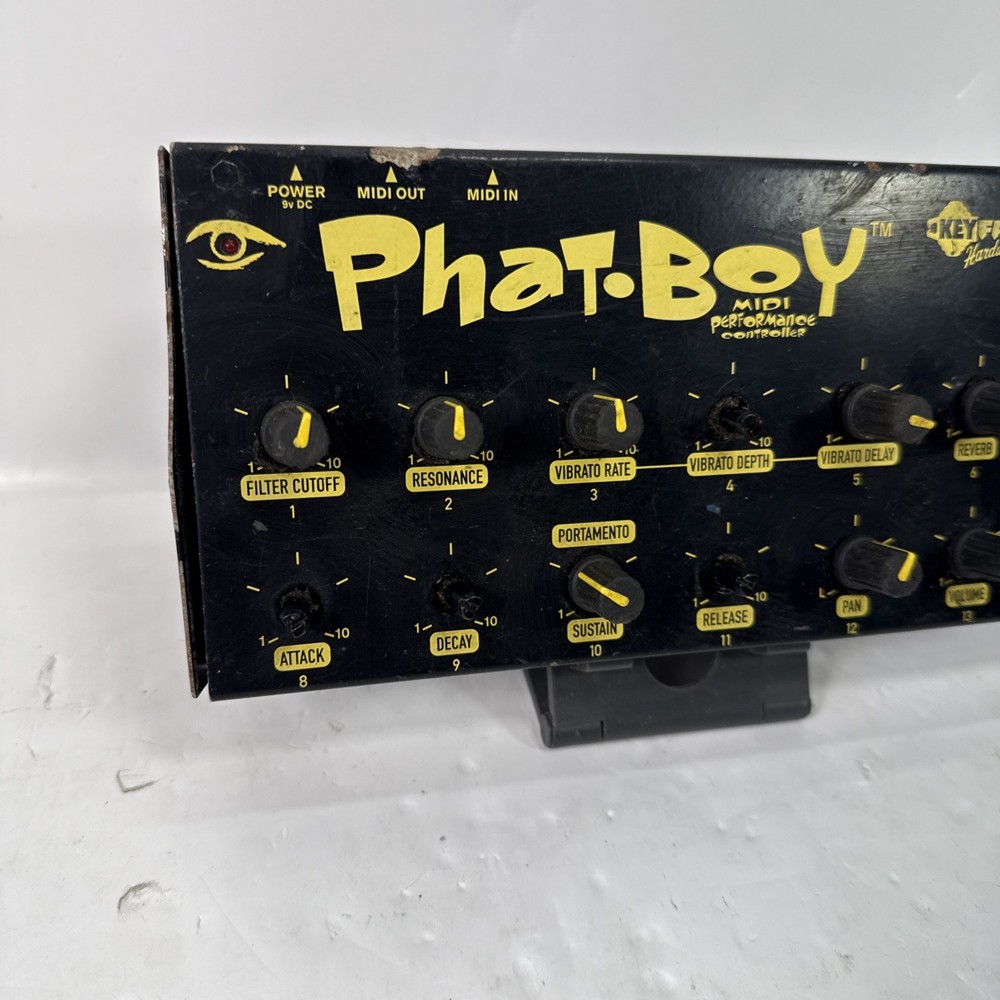 POWER MIDI OUT MIDI IN
9v DC
Phat•Boy™
KEY
MIDI
PERFORMANCE
CONTROLLER
1 10 1 10 1 10 1 10 1
FILTER CUTOFF RESONANCE VIBRATO RATE VIBRATO DEPTH VIBRATO DELAY REVERB
1 2 3 4 5 6
PORTAMENTO
1 10 1 10 1 1 10 L
ATTACK DECAY SUSTAIN RELEASE PAN VOLUME
8 9 10 11 12 13